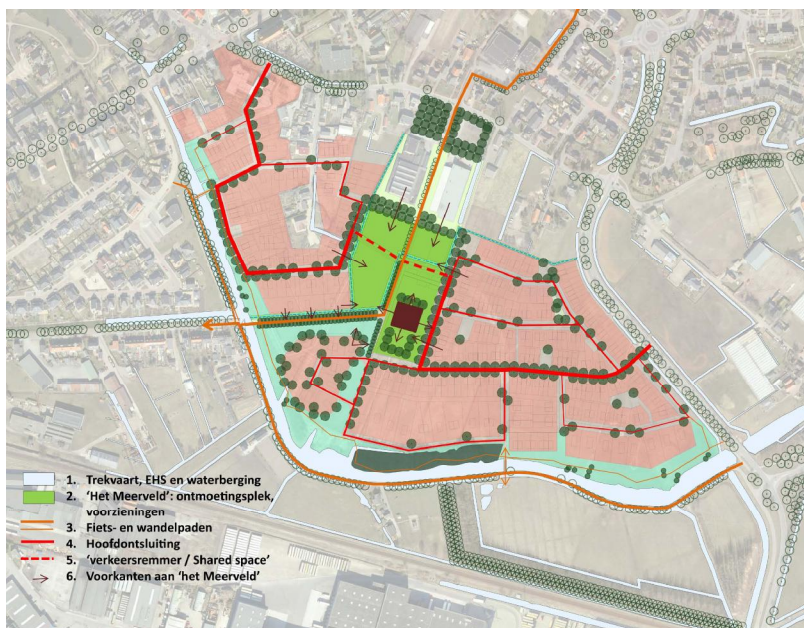 1. Trekvaart, EHS en waterberging
2. ‘Het Meerveld’: ontmoetingsplek,
voorzieningen
3. Fiets- en wandelpaden
4. Hoofdontsluiting
5. ‘verkeersremmer / Shared space’
6. Voorkanten aan ‘het Meerveld’